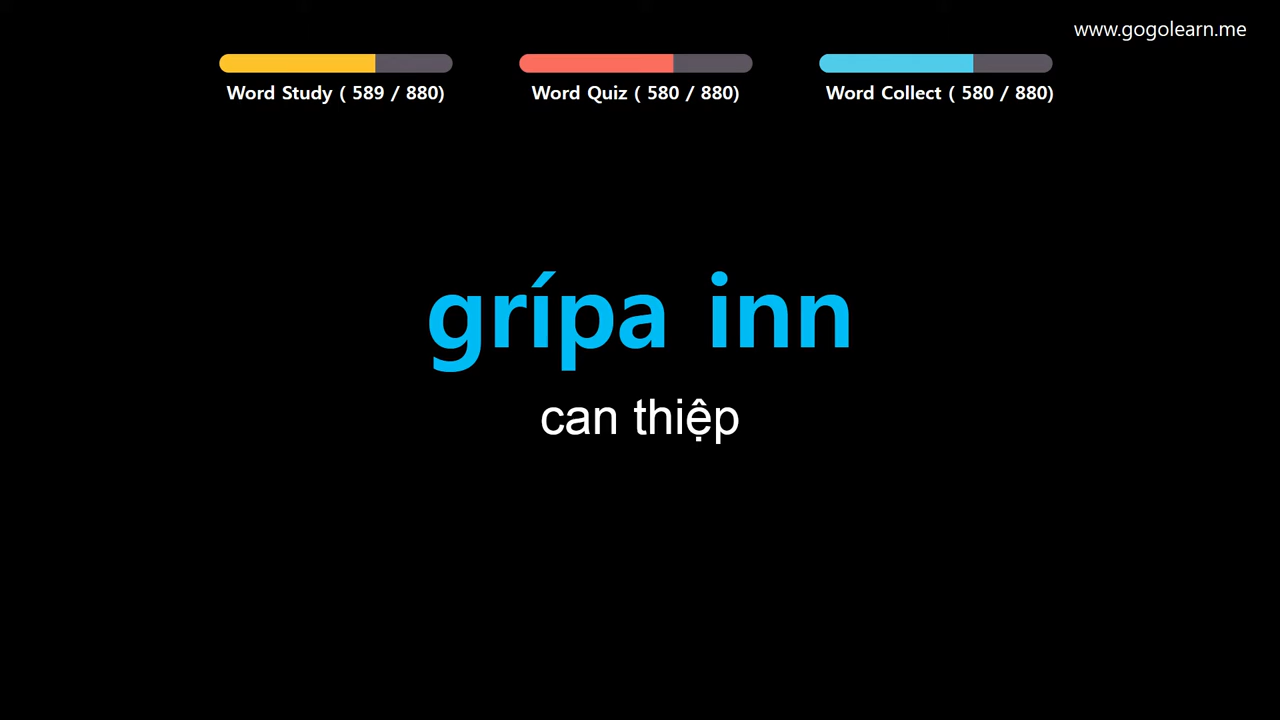 www.gogolearn.me
Word Study ( 589 / 880)
Word Quiz ( 580 / 880)
Word Collect ( 580 / 880)
grípa inn
can thiệp